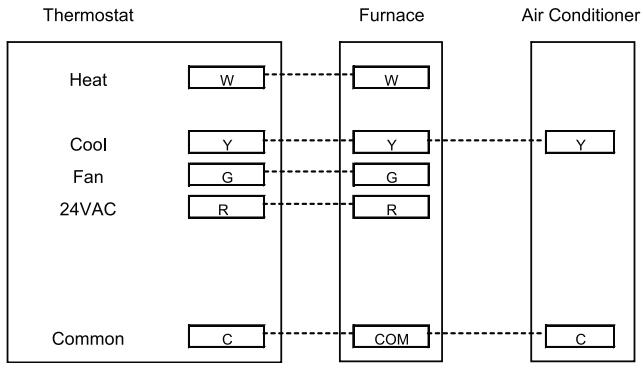 Thermostat Furnace Air Conditioner
Heat W W
Cool Y Y Y
Fan G G
24VAC R R
Common C COM C